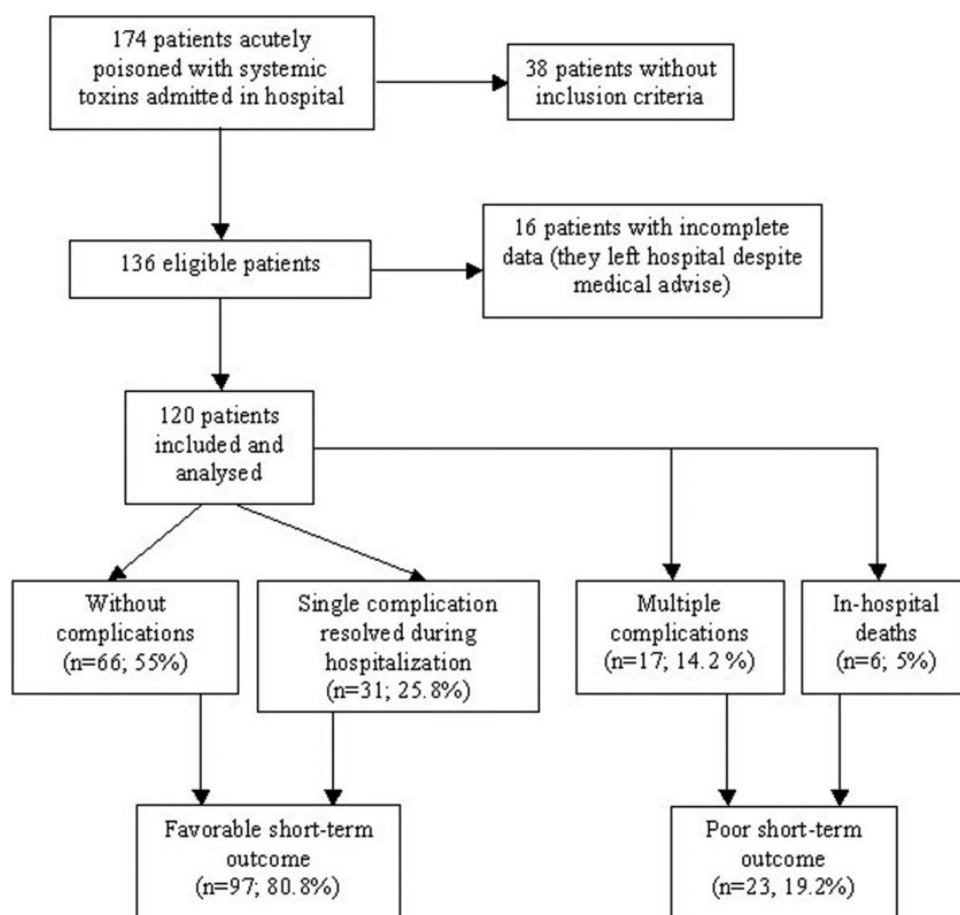 174 patients acutely
poisoned with systemic
toxins admitted in hospital
38 patients without
inclusion criteria
136 eligible patients
16 patients with incomplete
data (they left hospital despite
medical advise)
120 patients
included and
analysed
Without
complications
(n=66; 55%)
Single complication
resolved during
hospitalization
(n=31; 25.8%)
Multiple
complications
(n=17; 14.2 %)
In-hospital
deaths
(n=6; 5%)
Favorable short-term
outcome
(n=97; 80.8%)
Poor short-term
outcome
(n=23, 19.2%)